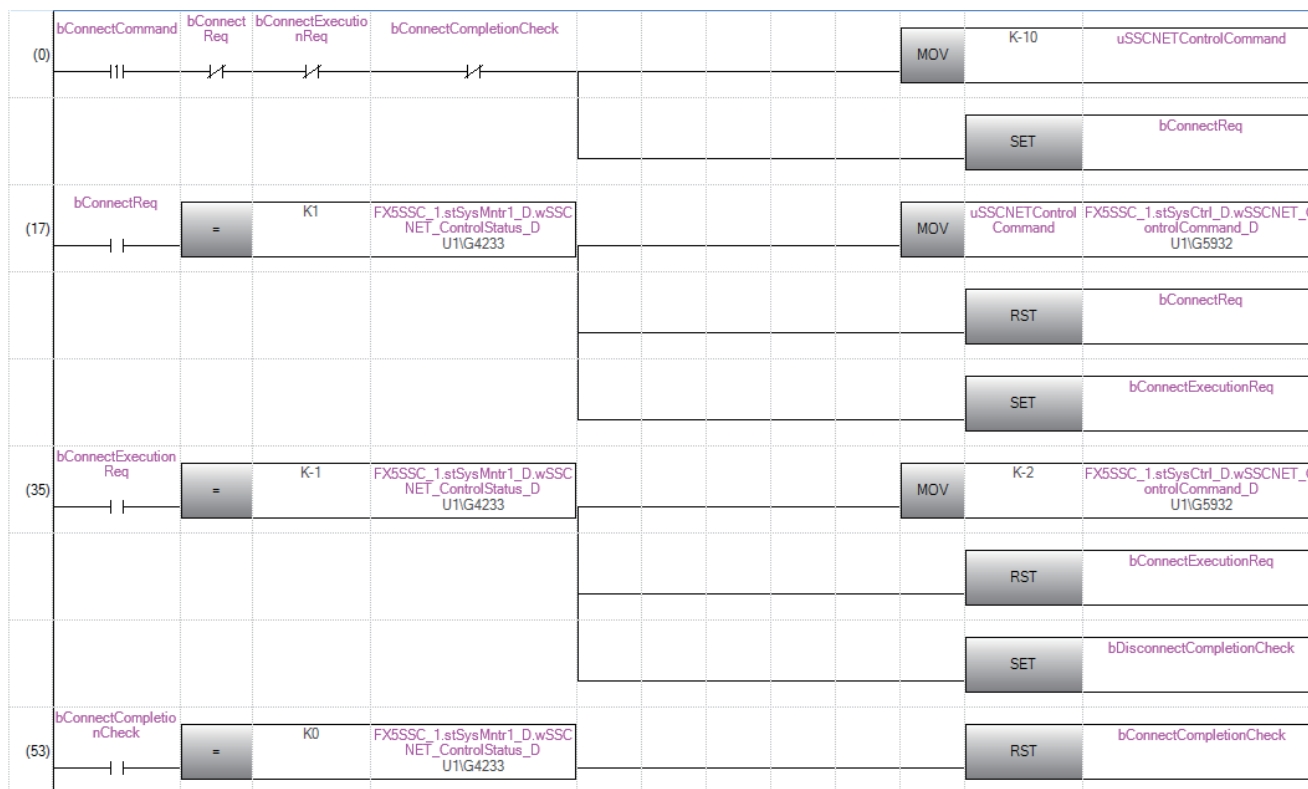 bConnectCommand
bConnect
Req
bConnectExecutio
nReq
bConnectCompletionCheck
(0)
MOV
K-10
uSSCNETControlCommand
SET
bConnectReq
bConnectReq
(17)
=
K1
FX5SSC_1.stSysMntr1_D.wSSC
NET_ControlStatus_D
U1\G4233
MOV
uSSCNETControl
Command
FX5SSC_1.stSysCtrl_D.wSSCNET_C
ontrolCommand_D
U1\G5932
RST
bConnectReq
SET
bConnectExecutionReq
bConnectExecution
Req
(35)
=
K-1
FX5SSC_1.stSysMntr1_D.wSSC
NET_ControlStatus_D
U1\G4233
MOV
K-2
FX5SSC_1.stSysCtrl_D.wSSCNET_C
ontrolCommand_D
U1\G5932
RST
bConnectExecutionReq
SET
bDisconnectCompletionCheck
bConnectCompletio
nCheck
(53)
=
K0
FX5SSC_1.stSysMntr1_D.wSSC
NET_ControlStatus_D
U1\G4233
RST
bConnectCompletionCheck